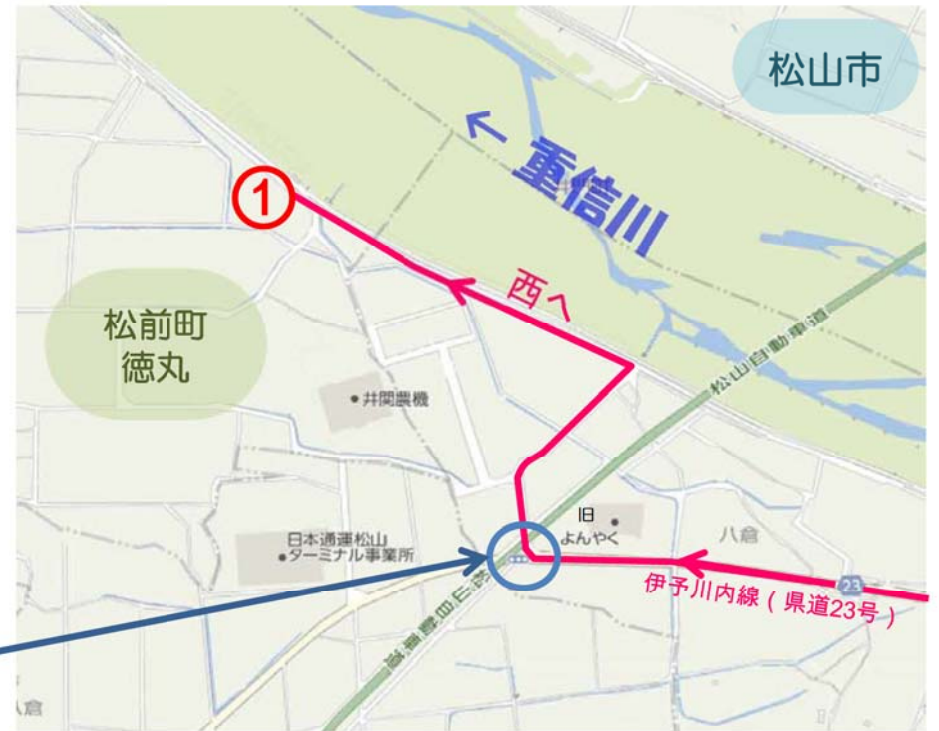 松山市
← 重信川
①
西へ
松前町
徳丸
松山自動車道
井関農機
旧
よんやく
八倉
日本通運松山
ターミナル事業所
23
伊予川内線(県道23号)
松山自動車道
八倉